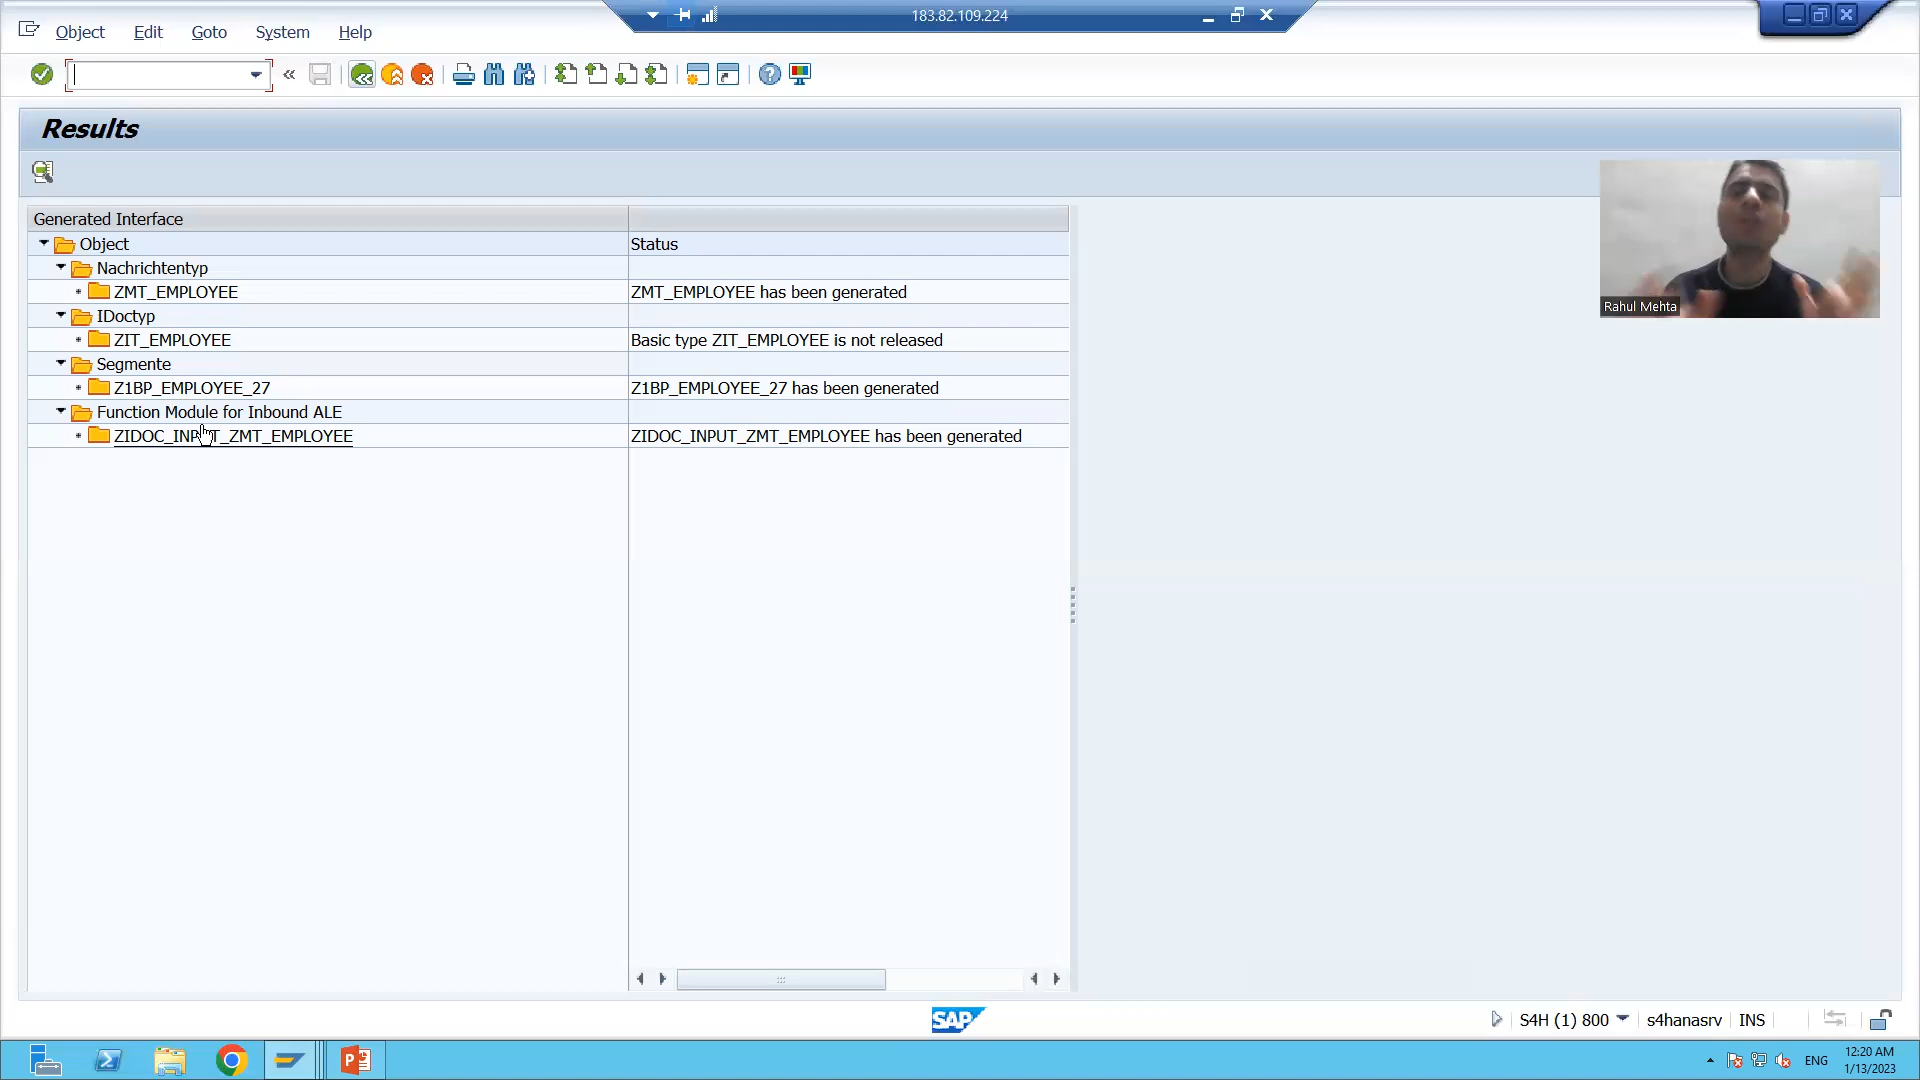 183.82.109.224
Object Edit Goto System Help
Results
Rahul Mehta
Generated Interface
Object Status
Nachrichtentyp
ZMT_EMPLOYEE ZMT_EMPLOYEE has been generated
IDoctyp
ZIT_EMPLOYEE Basic type ZIT_EMPLOYEE is not released
Segmente
Z1BP_EMPLOYEE_27 Z1BP_EMPLOYEE_27 has been generated
Function Module for Inbound ALE
ZIDOC_INPUT_ZMT_EMPLOYEE ZIDOC_INPUT_ZMT_EMPLOYEE has been generated
SAP S4H (1) 800 s4hanasrv INS
ENG 12:20 AM
1/13/2023